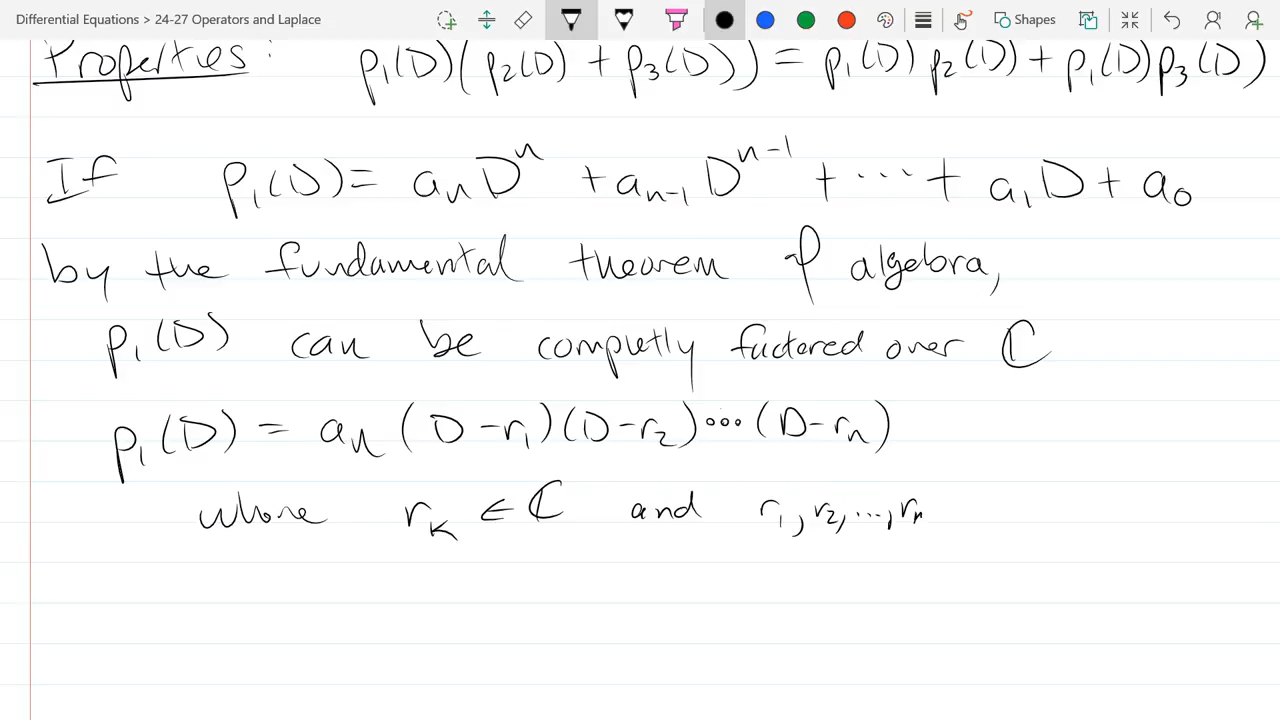 Differential Equations > 24-27 Operators and Laplace
Shapes
Properties: p₁(D)(p₂(D) + p₃(D)) = p₁(D) p₂(D) + p₁(D)p₃(D)
If p₁(D) = aₙDⁿ + aₙ₋₁Dⁿ⁻¹ + ··· + a₁D + a₀
by the fundamental theorem of algebra,
p₁(D) can be completly factored over ℂ
p₁(D) = aₙ (D-r₁)(D-r₂)···(D-rₙ)
where rₖ ∈ ℂ and r₁, r₂, ..., rₙ